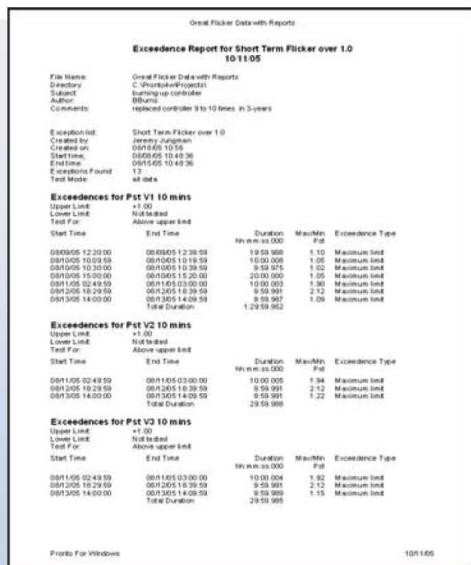 Great Flicker Data with Reports
Exceedence Report for Short Term Flicker over 1.0
10/11/05
File Name: Great Flicker Data with Reports
Directory: C:\Pronto4w\Projects\
Subject: burning up controller
Author: BBurns
Comments: replaced controller 9 to 10 times in 3-years
Exception list: Short Term Flicker over 1.0
Created by: Jeremy Jungman
Created on: 08/18/05 10:56
Start time: 08/08/05 10:48:36
End time: 08/15/05 10:48:36
Exceptions Found 13
Test Mode: all data
Exceedences for Pst V1 10 mins
Upper Limit: +1.00
Lower Limit: Not tested
Test For: Above upper limit
Start Time End Time Duration Max/Min Exceedence Type
hh:mm:ss.000 Pst
08/09/05 12:20:00 08/09/05 12:39:59 19:59.988 1.10 Maximum limit
08/10/05 10:09:59 08/10/05 10:19:59 10:00.008 1.05 Maximum limit
08/10/05 10:30:00 08/10/05 10:39:59 9:59.975 1.02 Maximum limit
08/10/05 15:00:00 08/10/05 15:20:00 20:00.000 1.05 Maximum limit
08/11/05 02:49:59 08/11/05 03:00:00 10:00.003 1.90 Maximum limit
08/12/05 18:29:59 08/12/05 18:39:59 9:59.991 2.12 Maximum limit
08/13/05 14:00:00 08/13/05 14:09:59 9:59.987 1.09 Maximum limit
Total Duration 1:29:59.952
Exceedences for Pst V2 10 mins
Upper Limit: +1.00
Lower Limit: Not tested
Test For: Above upper limit
Start Time End Time Duration Max/Min Exceedence Type
hh:mm:ss.000 Pst
08/11/05 02:49:59 08/11/05 03:00:00 10:00.005 1.94 Maximum limit
08/12/05 18:29:59 08/12/05 18:39:59 9:59.991 2.12 Maximum limit
08/13/05 14:00:00 08/13/05 14:09:59 9:59.991 1.22 Maximum limit
Total Duration 29:59.988
Exceedences for Pst V3 10 mins
Upper Limit: +1.00
Lower Limit: Not tested
Test For: Above upper limit
Start Time End Time Duration Max/Min Exceedence Type
hh:mm:ss.000 Pst
08/11/05 02:49:59 08/11/05 03:00:00 10:00.004 1.92 Maximum limit
08/12/05 18:29:59 08/12/05 18:39:59 9:59.991 2.12 Maximum limit
08/13/05 14:00:00 08/13/05 14:09:59 9:59.989 1.15 Maximum limit
Total Duration 29:59.985
Pronto For Windows 10/11/05